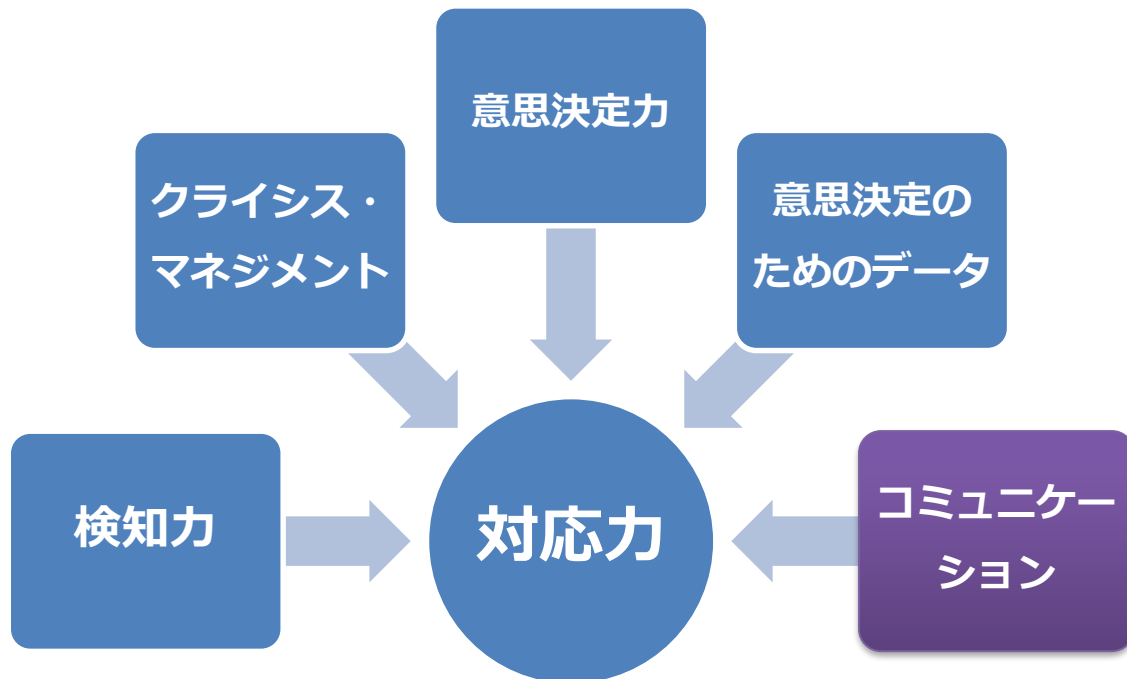 意思決定力
クライシス・
マネジメント
意思決定の
ためのデータ
検知力
対応力
コミュニケー
ション